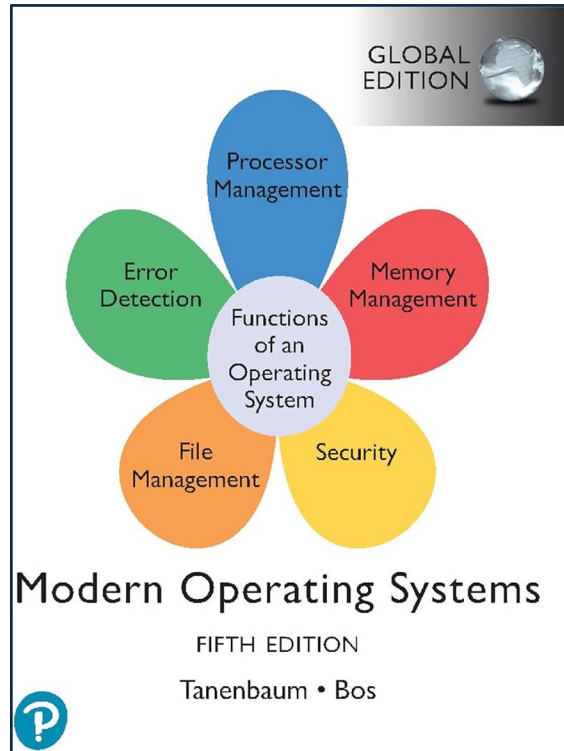 GLOBAL
EDITION
Processor
Management
Error
Detection
Memory
Management
Functions
of an
Operating
System
File
Management
Security
Modern Operating Systems
FIFTH EDITION
Tanenbaum • Bos
P